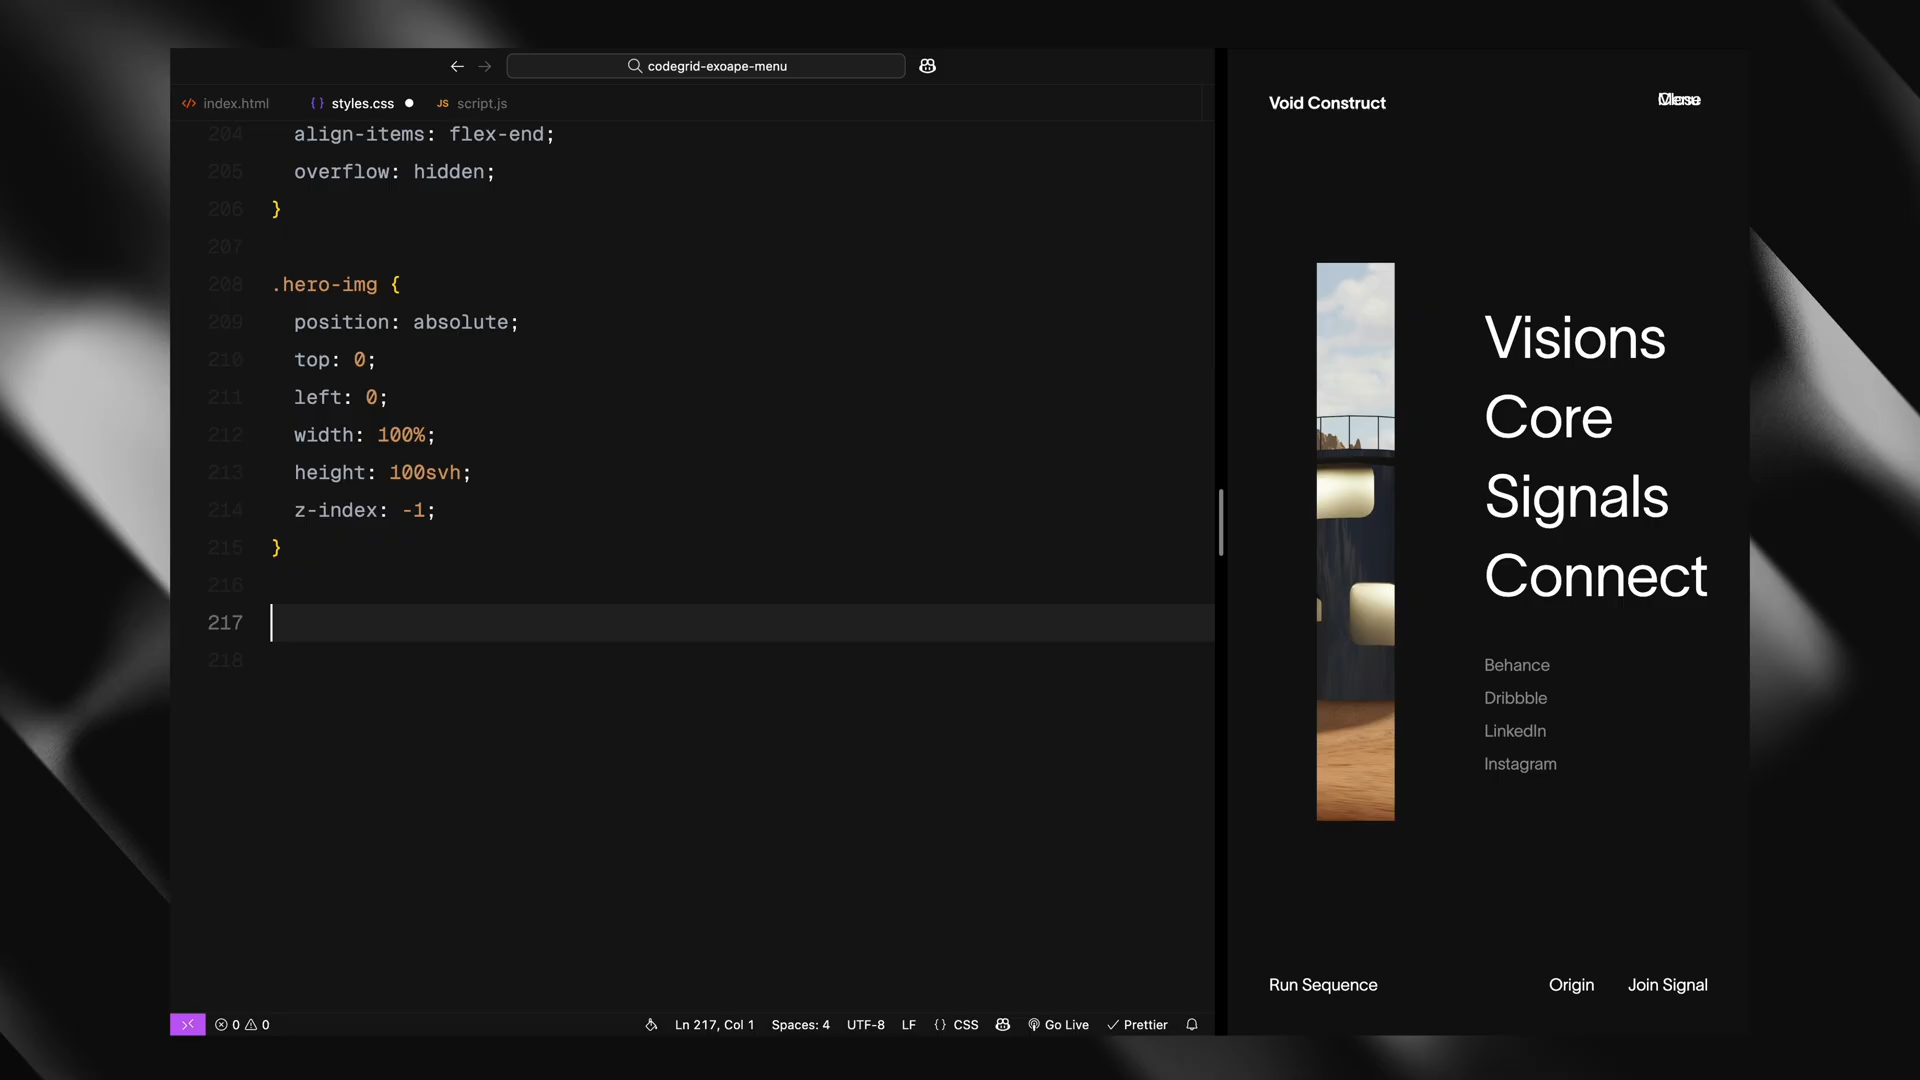 codegrid-exoape-menu
index.html
styles.css
JS script.js
204 align-items: flex-end;
205 overflow: hidden;
206 }
207
208 .hero-img {
209 position: absolute;
210 top: 0;
211 left: 0;
212 width: 100%;
213 height: 100svh;
214 z-index: -1;
215 }
216
217
218
0 0
Ln 217, Col 1
Spaces: 4
UTF-8
LF
{} CSS
Go Live
Prettier
Void Construct
Visions
Core
Signals
Connect
Behance
Dribbble
LinkedIn
Instagram
Run Sequence
Origin
Join Signal